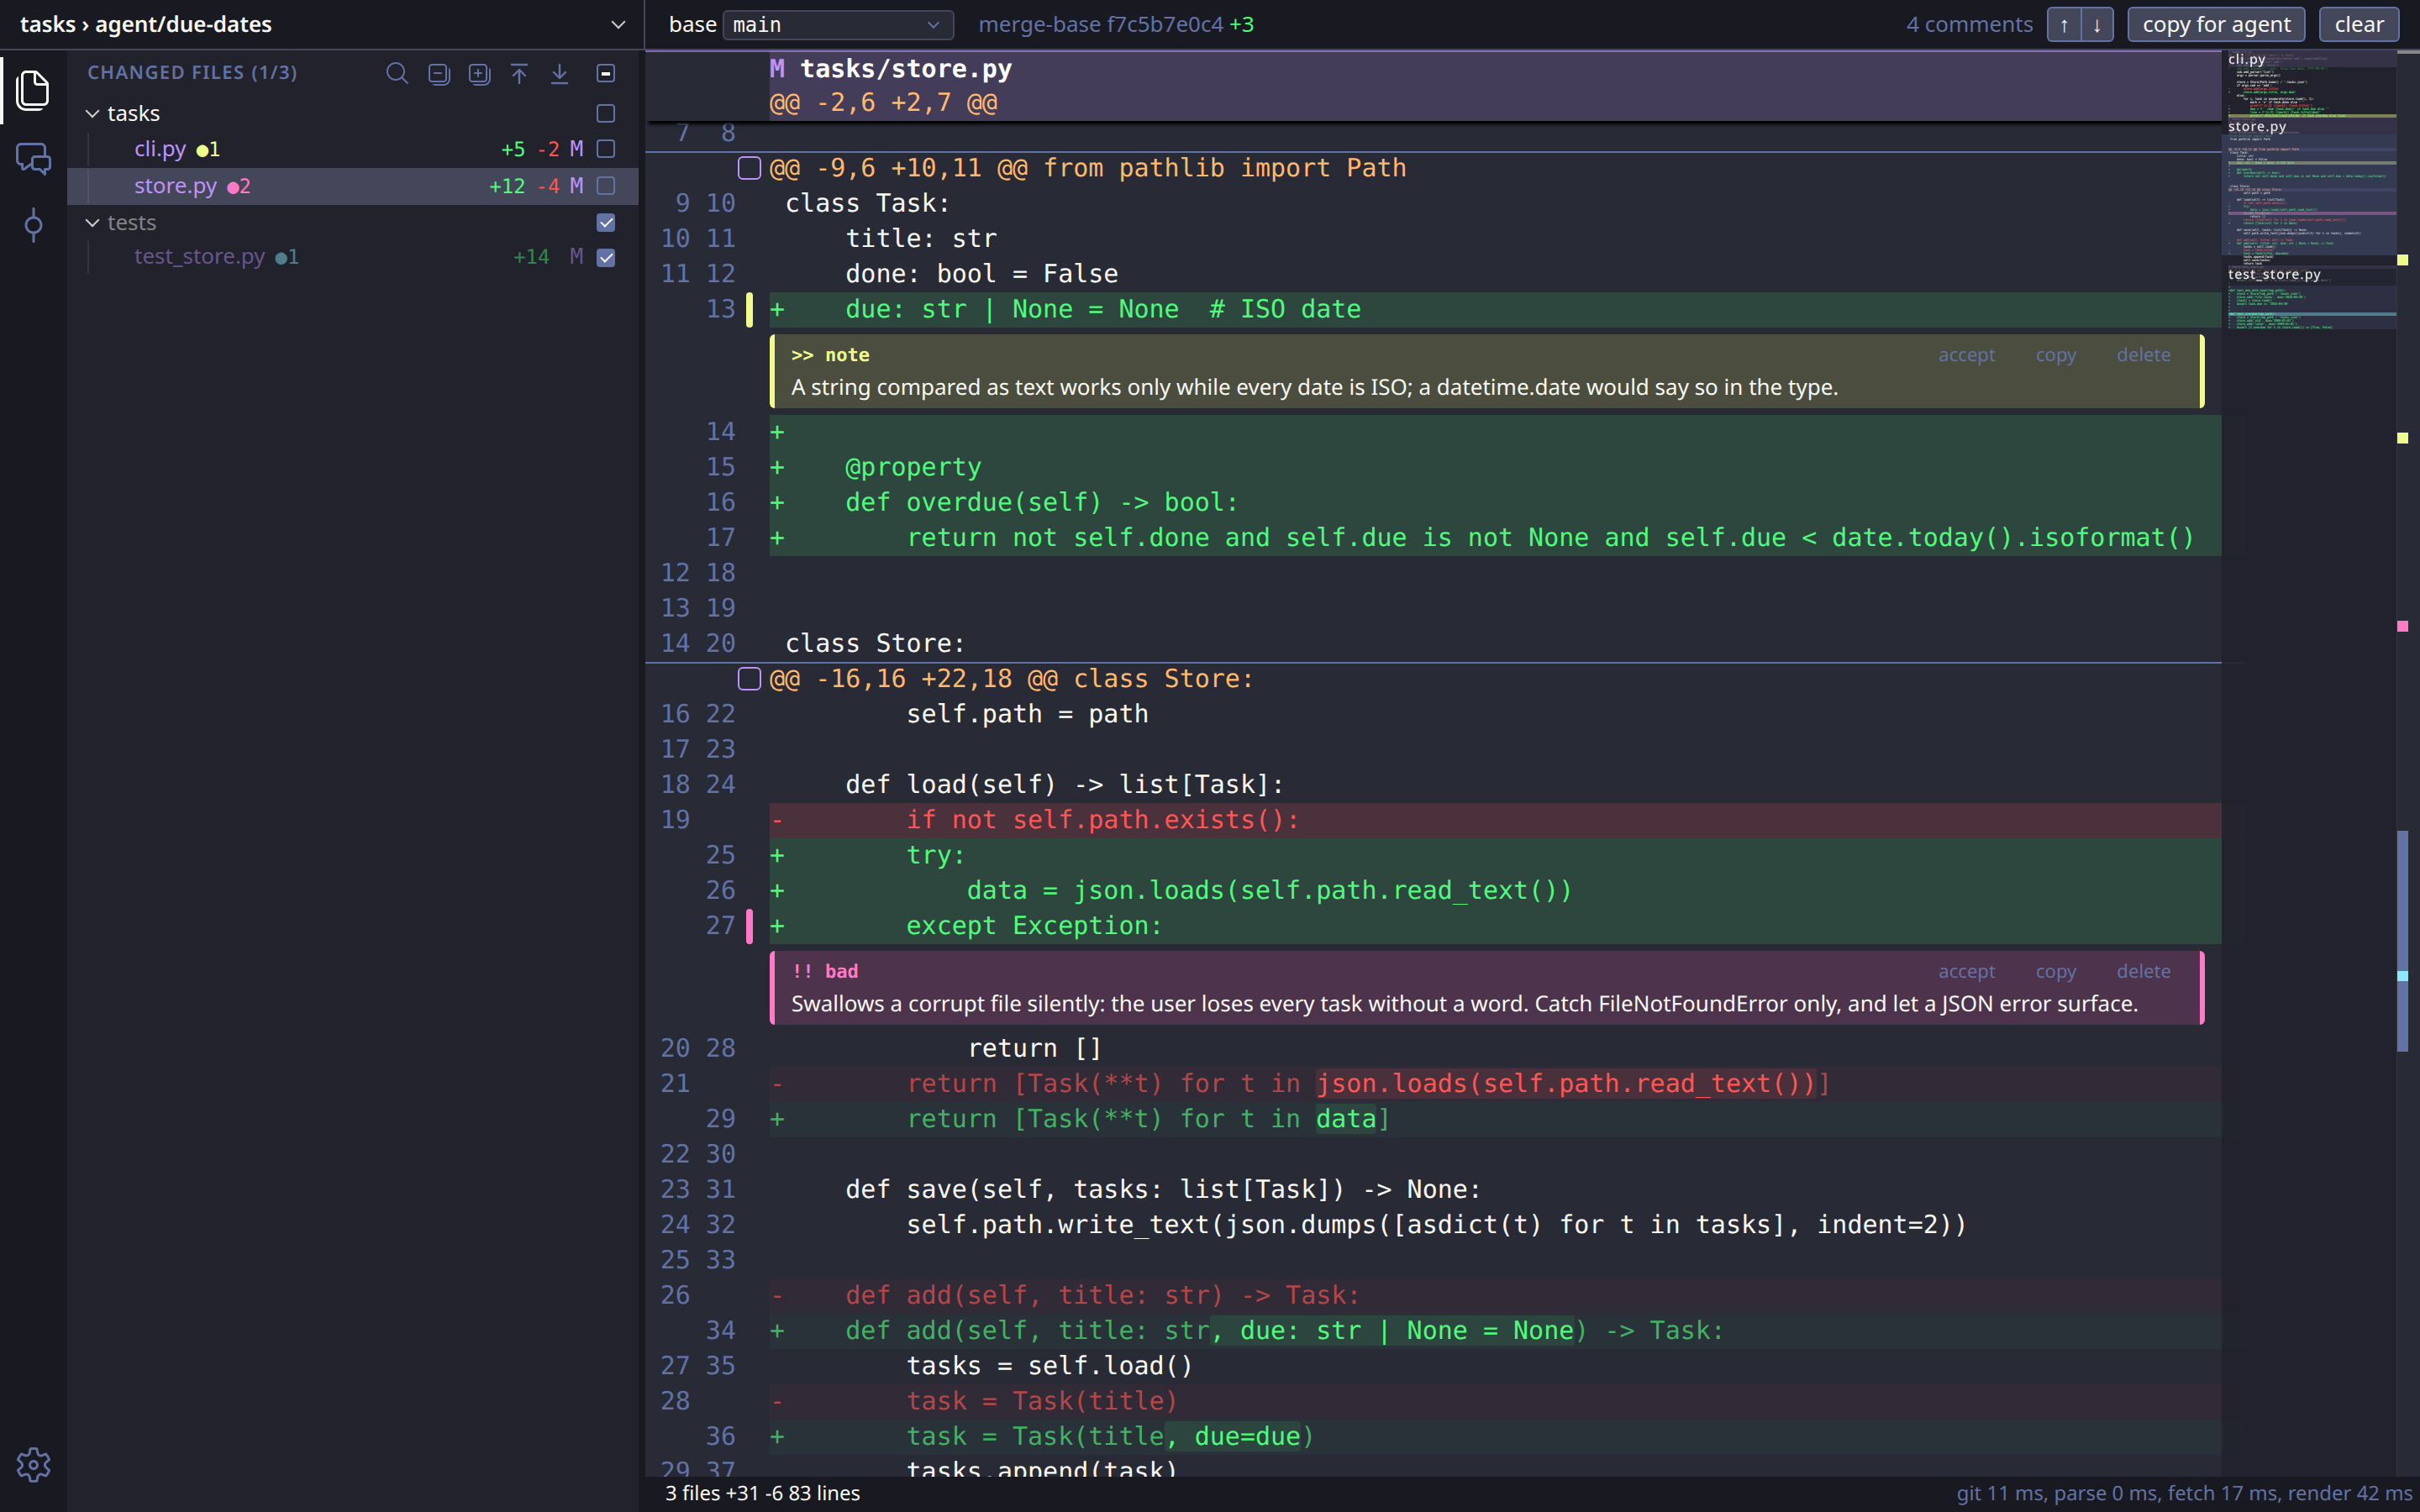 tasks › agent/due-dates
base main merge-base f7c5b7e0c4 +3
4 comments ↑ ↓ copy for agent clear
CHANGED FILES (1/3)
tasks
cli.py ●1 +5 -2 M
store.py ●2 +12 -4 M
tests
test_store.py ●1 +14 M
M tasks/store.py
@@ -2,6 +2,7 @@
7 8
@@ -9,6 +10,11 @@ from pathlib import Path
9 10 class Task:
10 11     title: str
11 12     done: bool = False
13 +    due: str | None = None  # ISO date
>> note accept copy delete
A string compared as text works only while every date is ISO; a datetime.date would say so in the type.
14 +
15 +    @property
16 +    def overdue(self) -> bool:
17 +        return not self.done and self.due is not None and self.due < date.today().isoformat()
12 18
13 19
14 20 class Store:
@@ -16,16 +22,18 @@ class Store:
16 22         self.path = path
17 23
18 24     def load(self) -> list[Task]:
19 -        if not self.path.exists():
25 +        try:
26 +            data = json.loads(self.path.read_text())
27 +        except Exception:
!! bad accept copy delete
Swallows a corrupt file silently: the user loses every task without a word. Catch FileNotFoundError only, and let a JSON error surface.
20 28             return []
21 -        return [Task(**t) for t in json.loads(self.path.read_text())]
29 +        return [Task(**t) for t in data]
22 30
23 31     def save(self, tasks: list[Task]) -> None:
24 32         self.path.write_text(json.dumps([asdict(t) for t in tasks], indent=2))
25 33
26 -    def add(self, title: str) -> Task:
34 +    def add(self, title: str, due: str | None = None) -> Task:
27 35         tasks = self.load()
28 -        task = Task(title)
36 +        task = Task(title, due=due)
29 37         tasks.append(task)
cli.py
store.py
test_store.py
3 files +31 -6 83 lines
git 11 ms, parse 0 ms, fetch 17 ms, render 42 ms